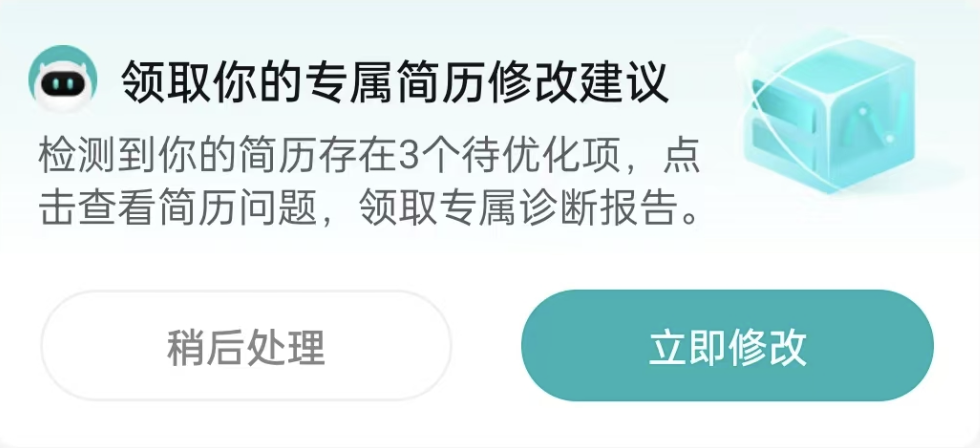 领取你的专属简历修改建议
检测到你的简历存在3个待优化项，点
击查看简历问题，领取专属诊断报告。
稍后处理
立即修改